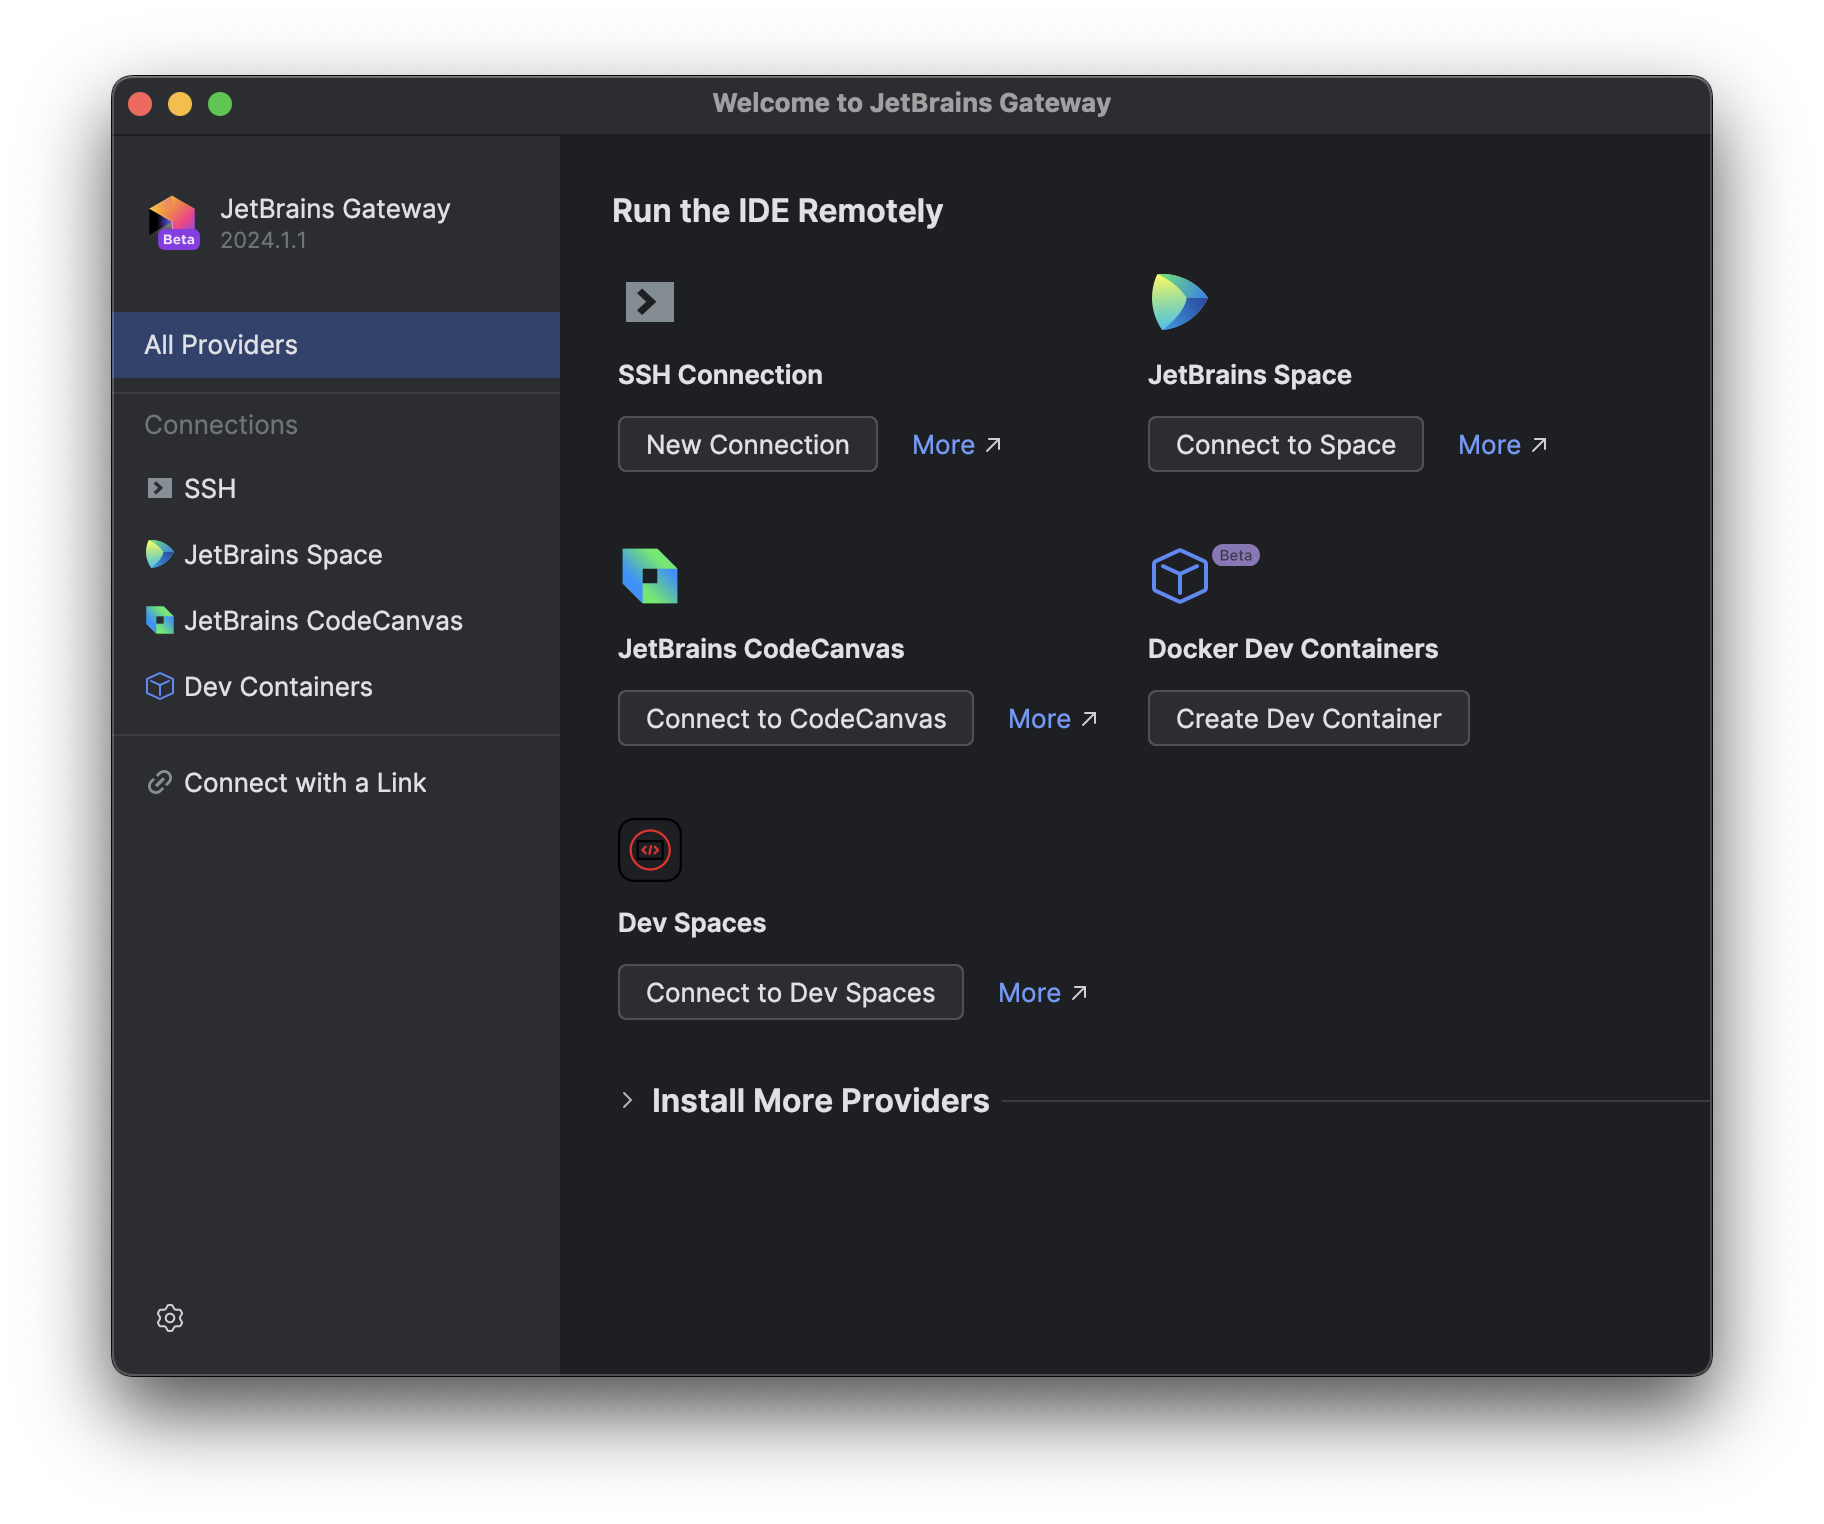 Welcome to JetBrains Gateway
JetBrains Gateway
2024.1.1
Beta
All Providers
Connections
SSH
JetBrains Space
JetBrains CodeCanvas
Dev Containers
Connect with a Link
Run the IDE Remotely
SSH Connection
New Connection More
JetBrains Space
Connect to Space More
JetBrains CodeCanvas
Connect to CodeCanvas More
Beta
Docker Dev Containers
Create Dev Container
</>
Dev Spaces
Connect to Dev Spaces More
Install More Providers